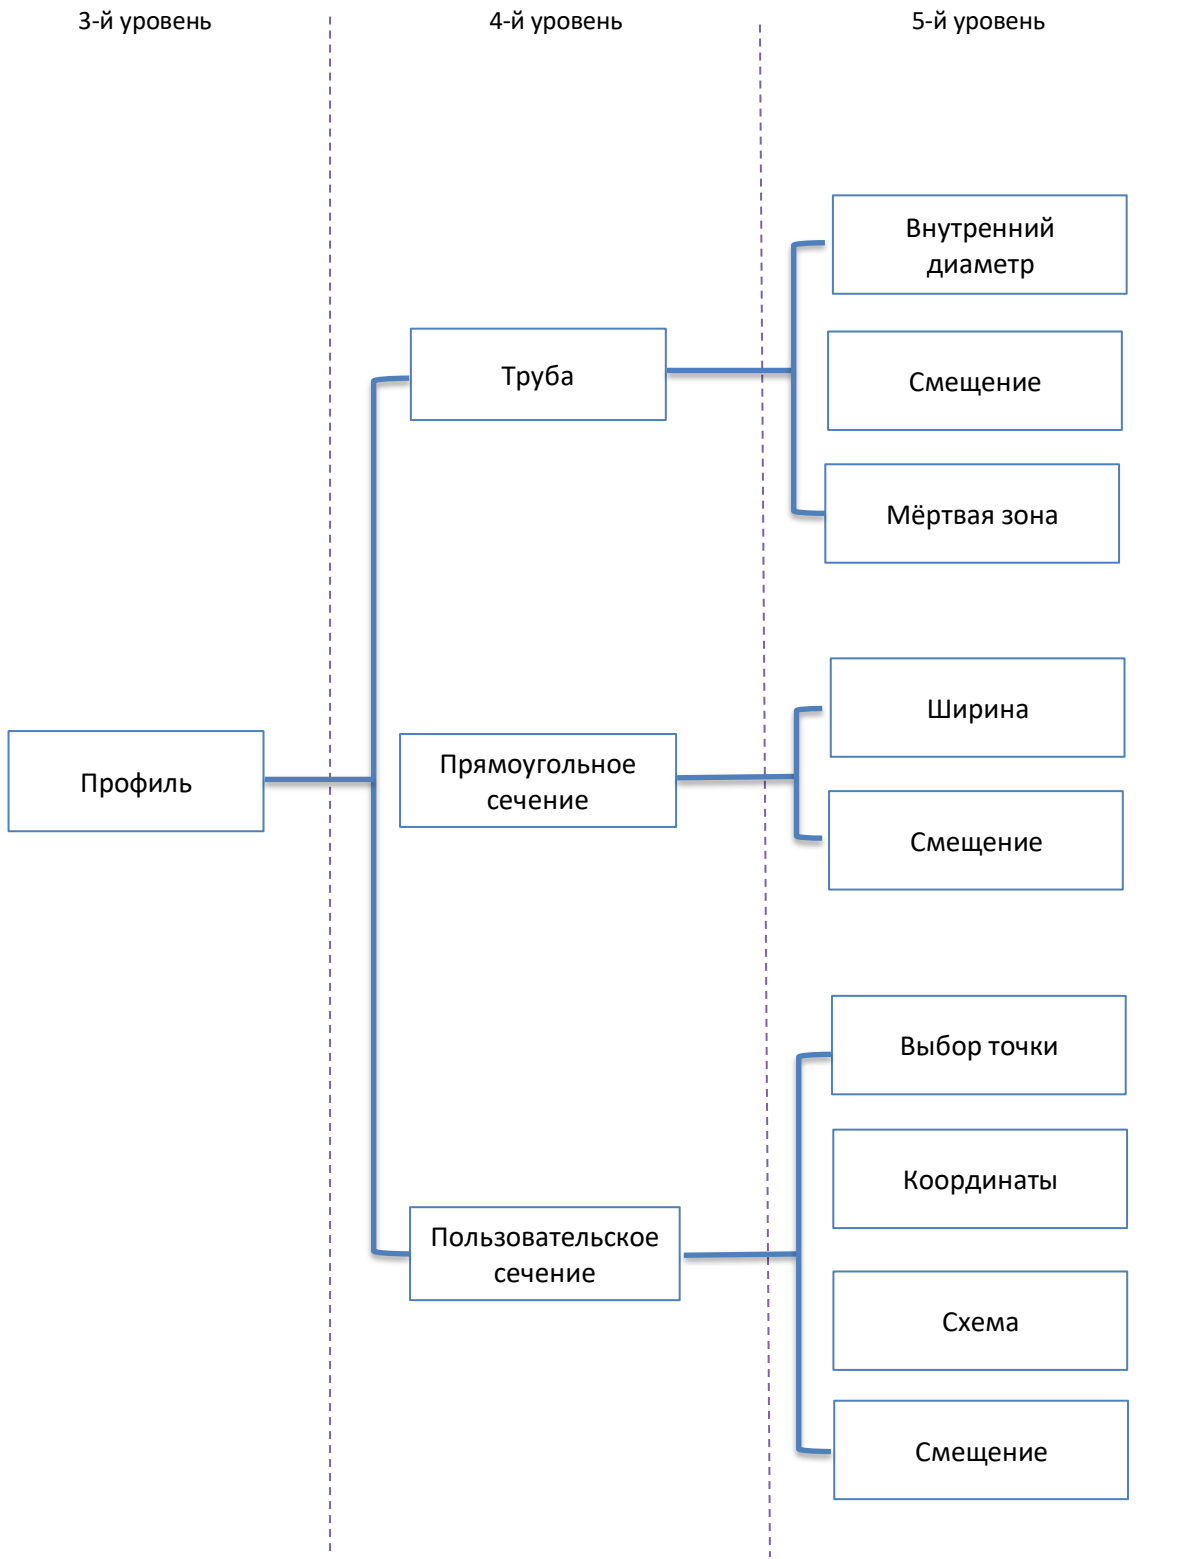 3-й уровень
4-й уровень
5-й уровень
Внутренний
диаметр
Труба
Смещение
Мёртвая зона
Ширина
Профиль
Прямоугольное
сечение
Смещение
Выбор точки
Координаты
Пользовательское
сечение
Схема
Смещение